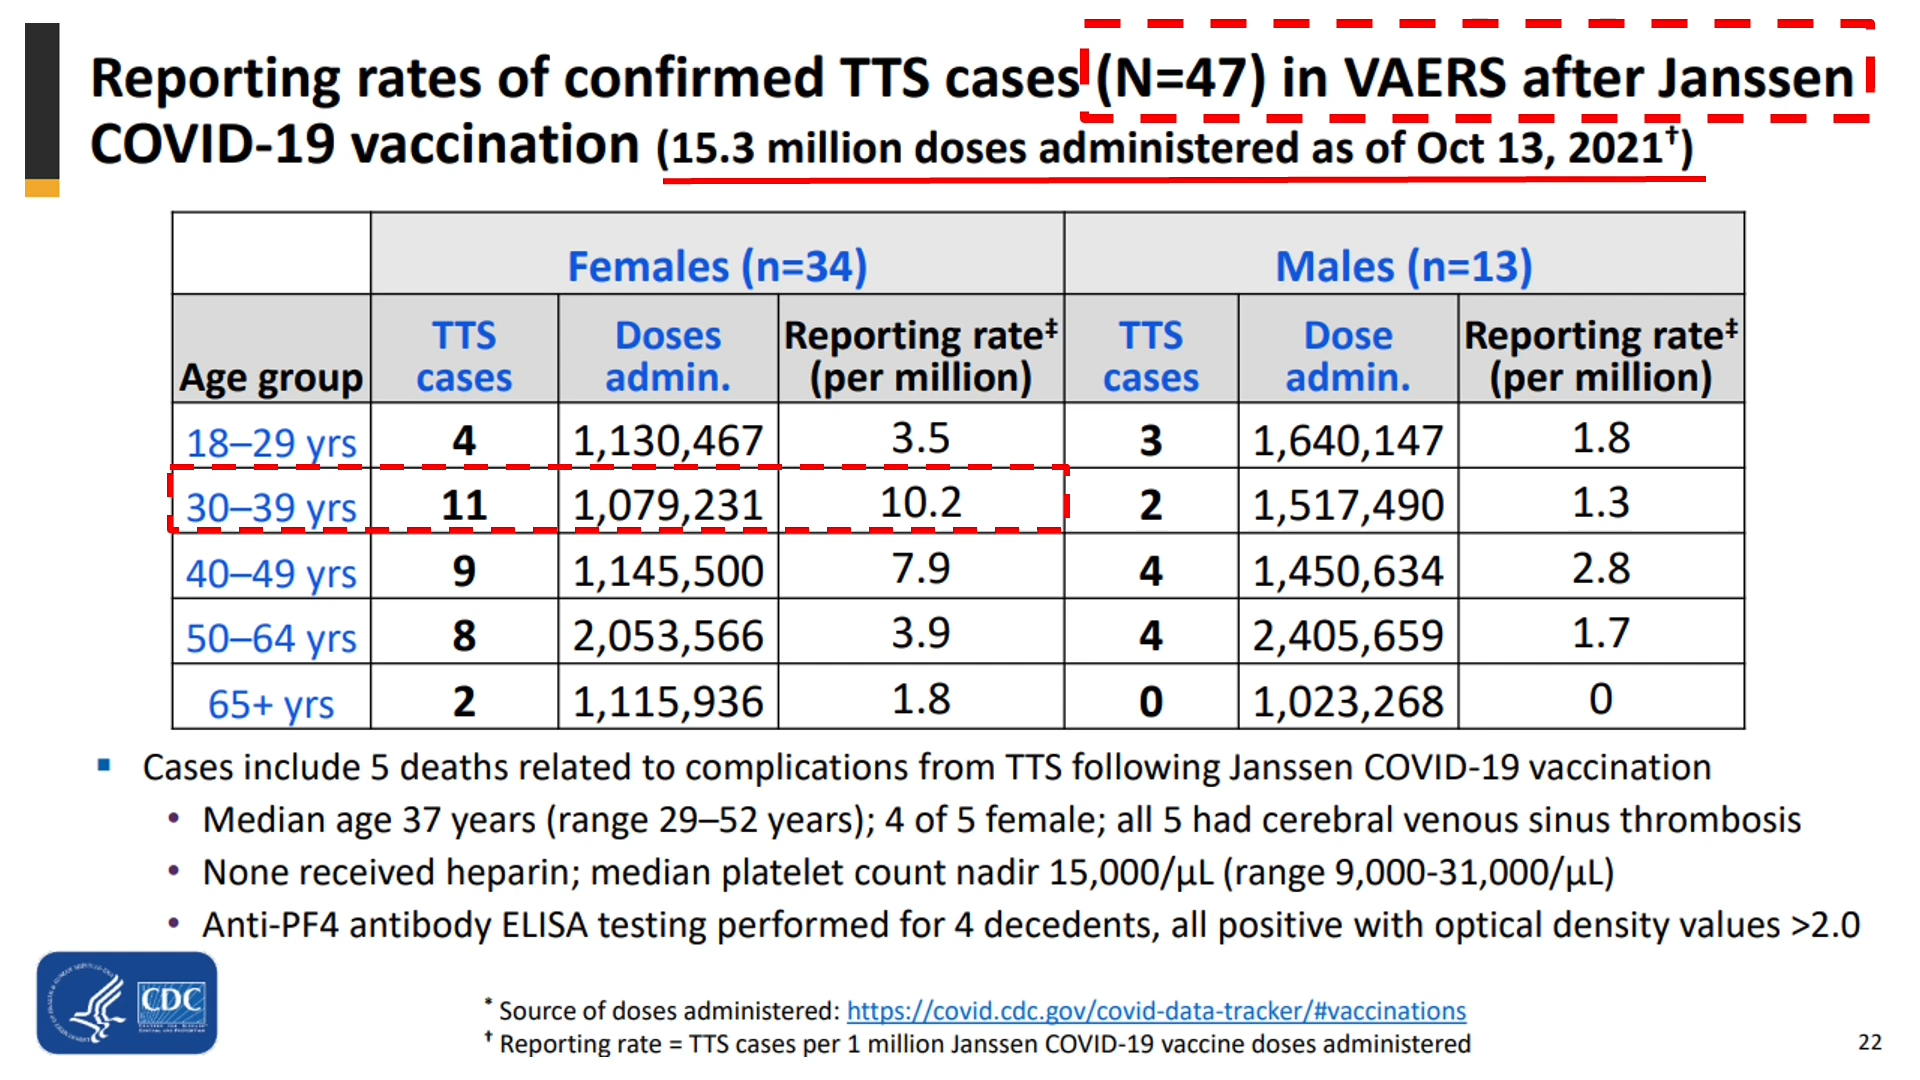 Reporting rates of confirmed TTS cases (N=47) in VAERS after Janssen
COVID-19 vaccination (15.3 million doses administered as of Oct 13, 2021†)
Females (n=34) Males (n=13)
Age group TTS cases Doses admin. Reporting rate‡ (per million) TTS cases Dose admin. Reporting rate‡ (per million)
18–29 yrs 4 1,130,467 3.5 3 1,640,147 1.8
30–39 yrs 11 1,079,231 10.2 2 1,517,490 1.3
40–49 yrs 9 1,145,500 7.9 4 1,450,634 2.8
50–64 yrs 8 2,053,566 3.9 4 2,405,659 1.7
65+ yrs 2 1,115,936 1.8 0 1,023,268 0
▪ Cases include 5 deaths related to complications from TTS following Janssen COVID-19 vaccination
• Median age 37 years (range 29–52 years); 4 of 5 female; all 5 had cerebral venous sinus thrombosis
• None received heparin; median platelet count nadir 15,000/µL (range 9,000-31,000/µL)
• Anti-PF4 antibody ELISA testing performed for 4 decedents, all positive with optical density values >2.0
CDC
* Source of doses administered: https://covid.cdc.gov/covid-data-tracker/#vaccinations
† Reporting rate = TTS cases per 1 million Janssen COVID-19 vaccine doses administered
22